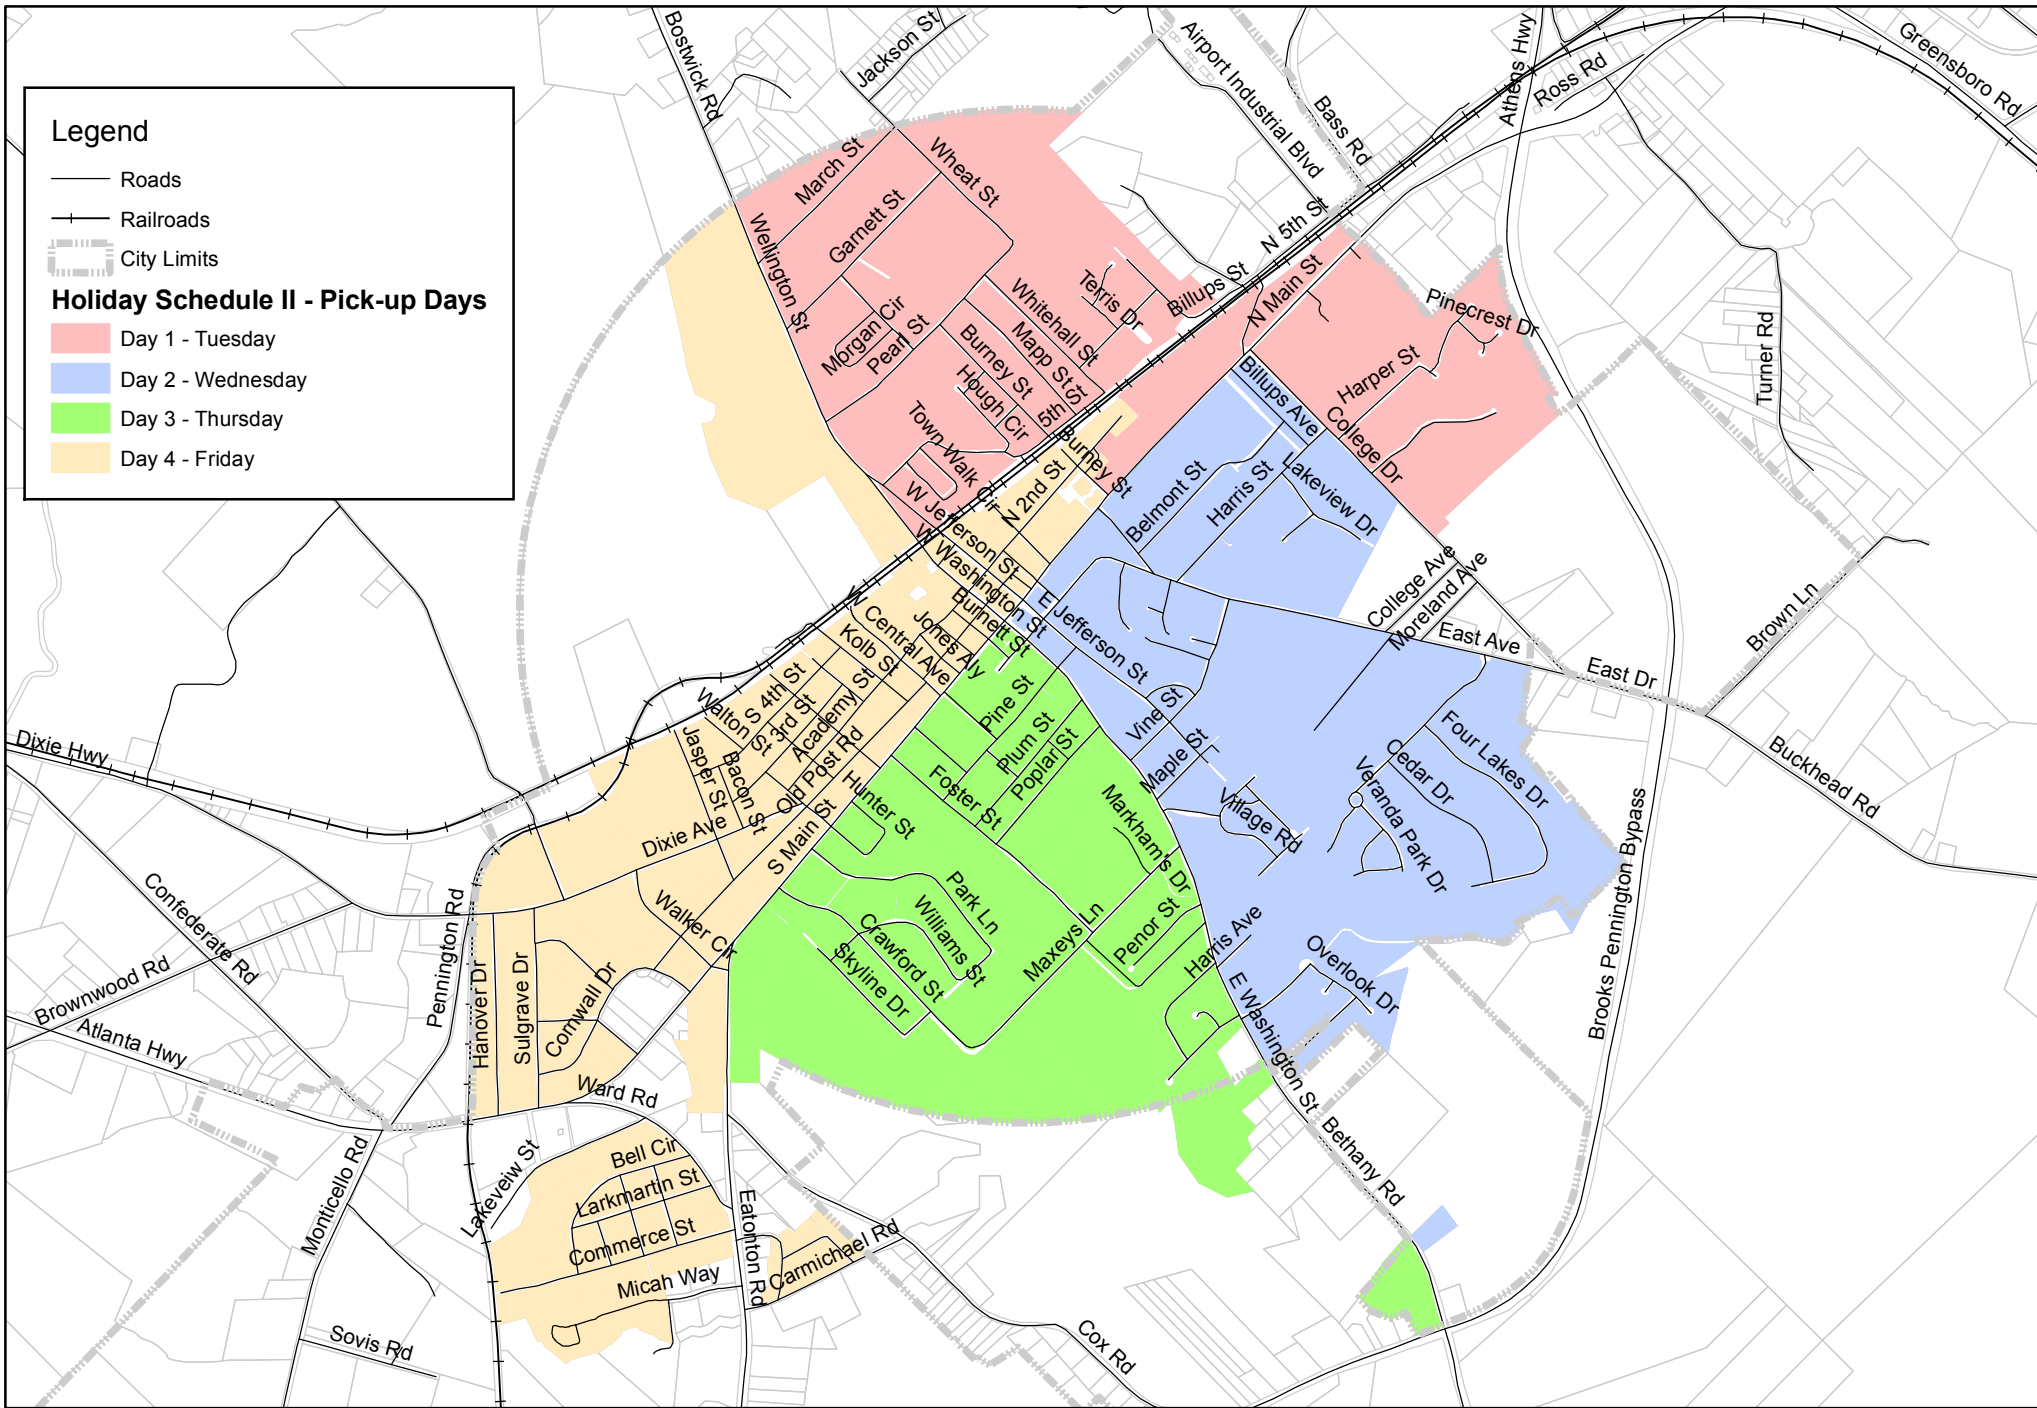 Legend
Roads
Railroads
City Limits
Holiday Schedule II - Pick-up Days
Day 1 - Tuesday
Day 2 - Wednesday
Day 3 - Thursday
Day 4 - Friday
Bostwick Rd
Jackson St
Airport Industrial Blvd
Bass Rd
Athens Hwy
Ross Rd
Greensboro Rd
March St
Wheat St
Garnett St
Wellington St
N 5th St
Billups St
N Main St
Terris Dr
Whitehall St
Mapp St
Morgan Cir
Pearl St
Burney St
Hough Cir
5th St
Pinecrest Dr
Harper St
Turner Rd
Billups Ave
College Dr
Town Walk Cir
Burney St
N 2nd St
Belmont St
Harris St
Lakeview Dr
W Jefferson St
W Washington St
Burnett St
E Jefferson St
College Ave
Moreland Ave
East Ave
East Dr
Brown Ln
Buckhead Rd
W Central Ave
Jones Aly
Kolb St
S 4th St
Walton St
3rd St
Academy St
Old Post Rd
Jasper St
Bacon St
Dixie Hwy
Dixie Ave
S Main St
Hunter St
Pine St
Plum St
Poplar St
Foster St
Vine St
Maple St
Village Rd
Markham's Dr
Four Lakes Dr
Cedar Dr
Veranda Park Dr
Brooks Pennington Bypass
Confederate Rd
Pennington Rd
Brownwood Rd
Atlanta Hwy
Hanover Dr
Sulgrave Dr
Cornwall Dr
Walker Cir
Park Ln
Williams St
Crawford St
Skyline Dr
Maxeys Ln
Penor St
Harris Ave
Overlook Dr
E Washington St
Ward Rd
Bell Cir
Larkmartin St
Commerce St
Micah Way
Lakeveiw St
Monticello Rd
Eatonton Rd
Carmichael Rd
Bethany Rd
Sovis Rd
Cox Rd